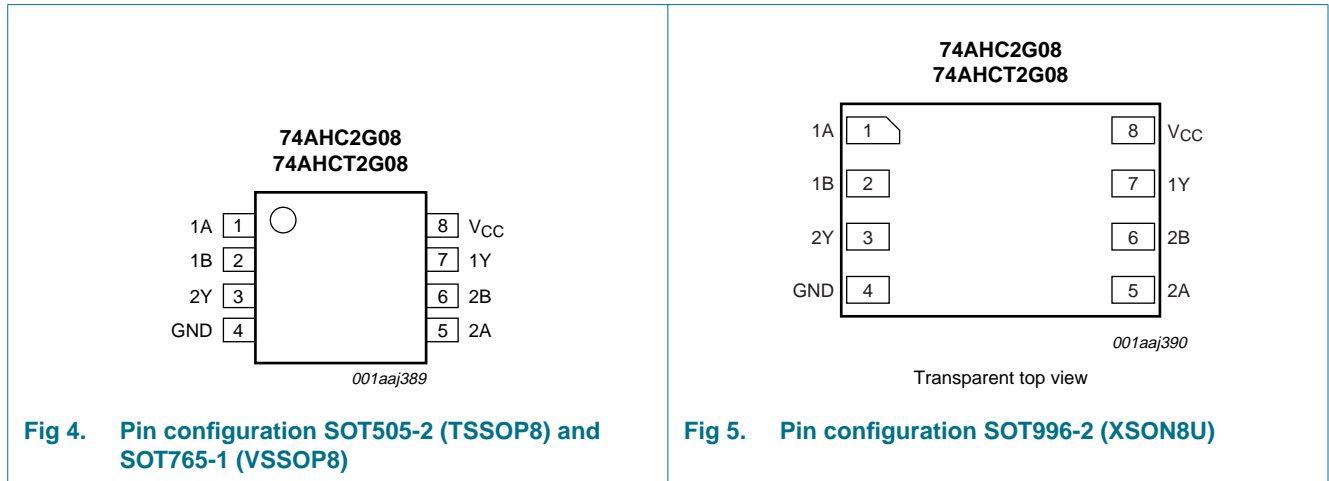 74AHC2G08
74AHCT2G08
1A 1 8 VCC
1B 2 7 1Y
2Y 3 6 2B
GND 4 5 2A
001aaj389
Fig 4. Pin configuration SOT505-2 (TSSOP8) and
SOT765-1 (VSSOP8)
74AHC2G08
74AHCT2G08
1A 1 8 VCC
1B 2 7 1Y
2Y 3 6 2B
GND 4 5 2A
001aaj390
Transparent top view
Fig 5. Pin configuration SOT996-2 (XSON8U)